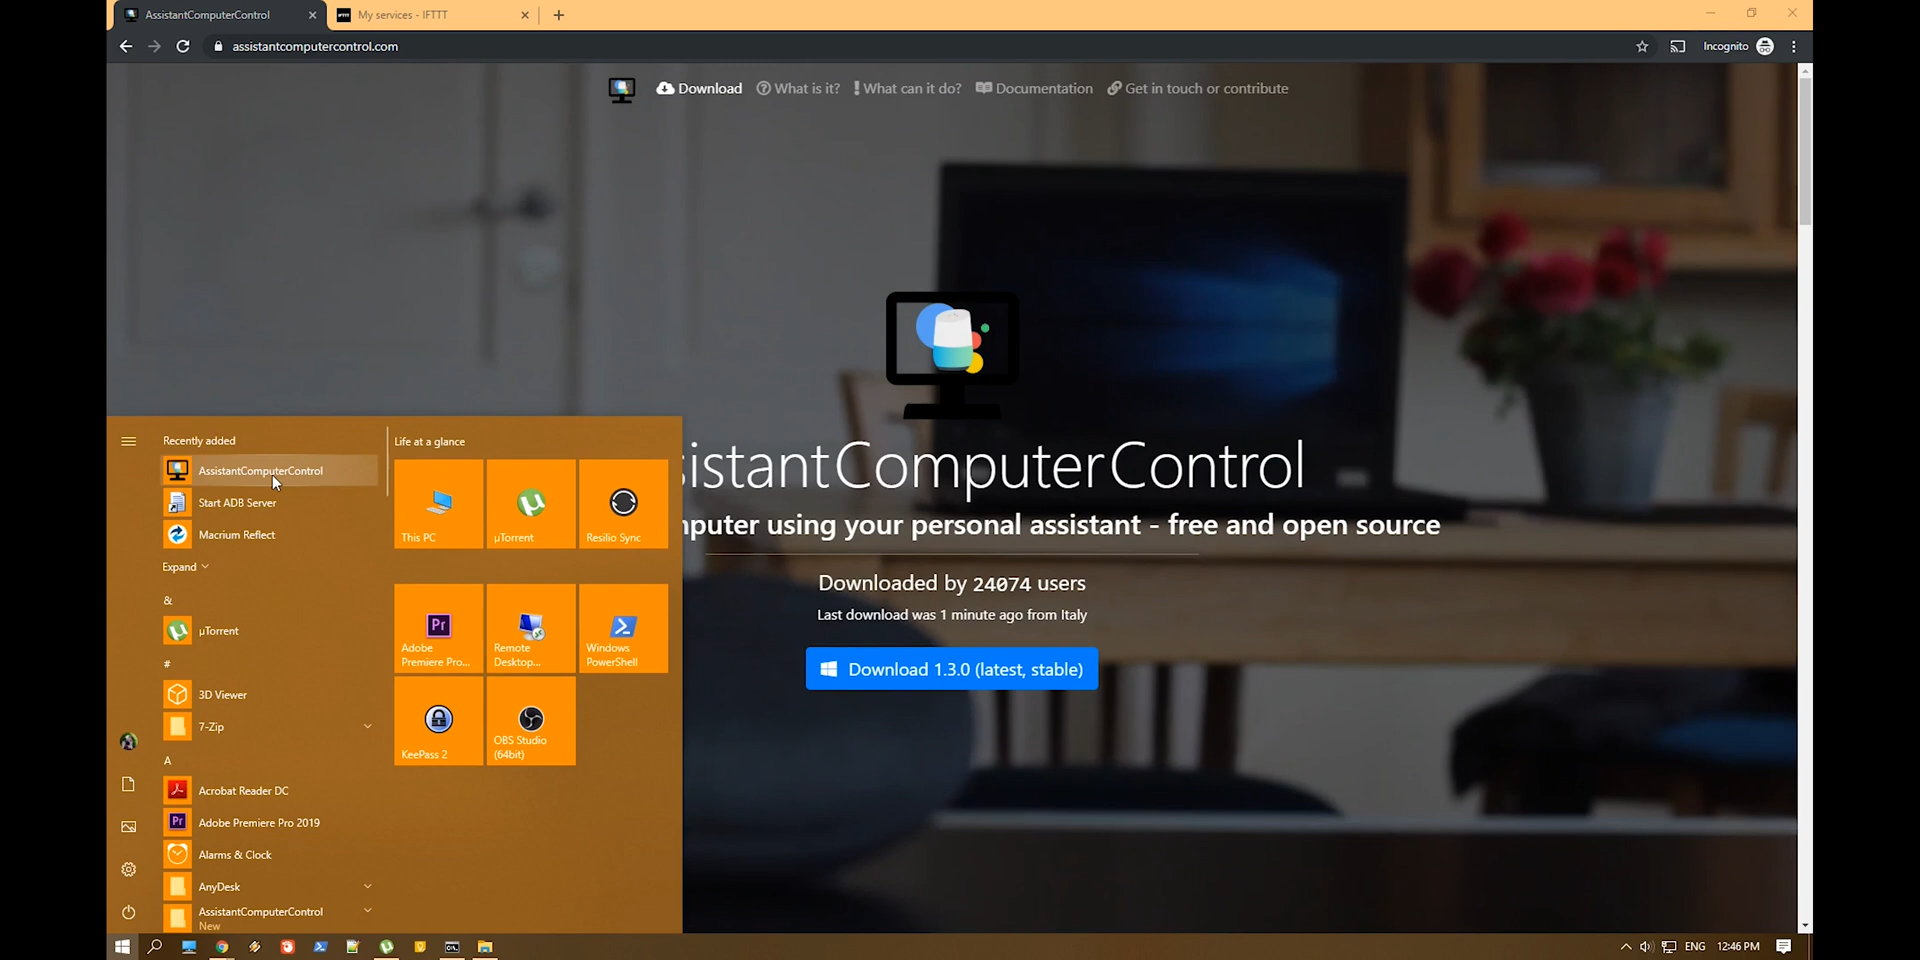 AssistantComputerControl
IFTTT My services - IFTTT
assistantcomputercontrol.com
Incognito
Download
What is it?
What can it do?
Documentation
Get in touch or contribute
sistantComputerControl
mputer using your personal assistant - free and open source
Downloaded by 24074 users
Last download was 1 minute ago from Italy
Download 1.3.0 (latest, stable)
Recently added
AssistantComputerControl
Start ADB Server
Macrium Reflect
Expand
&
µTorrent
#
3D Viewer
7-Zip
A
Acrobat Reader DC
Adobe Premiere Pro 2019
Alarms & Clock
AnyDesk
AssistantComputerControl
New
Life at a glance
This PC
µTorrent
Resilio Sync
Pr
Adobe
Premiere Pro...
Remote
Desktop...
Windows
PowerShell
KeePass 2
OBS Studio
(64bit)
Pr
ENG
12:46 PM